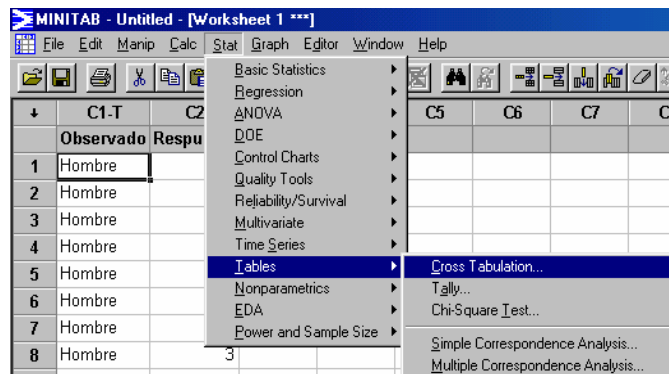 MINITAB - Untitled - [Worksheet 1 ***]
File Edit Manip Calc Stat Graph Editor Window Help
Basic Statistics
Regression
ANOVA
DOE
Control Charts
Quality Tools
Reliability/Survival
Multivariate
Time Series
Tables
Nonparametrics
EDA
Power and Sample Size
Cross Tabulation...
Tally...
Chi-Square Test...
Simple Correspondence Analysis...
Multiple Correspondence Analysis...
C1-T C2 C5 C6 C7 C
Observado Respu
1 Hombre
2 Hombre
3 Hombre
4 Hombre
5 Hombre
6 Hombre
7 Hombre
8 Hombre 3